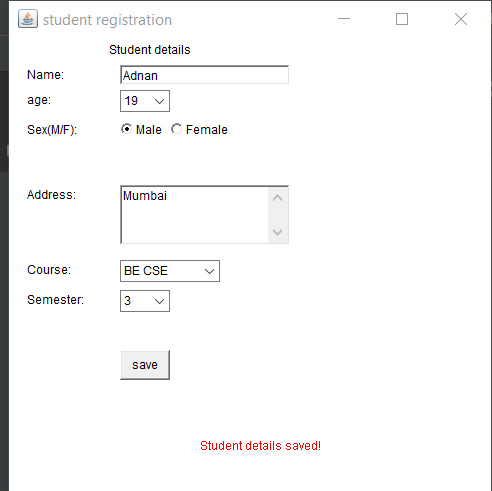 student registration
Student details
Name: Adnan
age: 19
Sex(M/F): Male Female
Address: Mumbai
Course: BE CSE
Semester: 3
save
Student details saved!